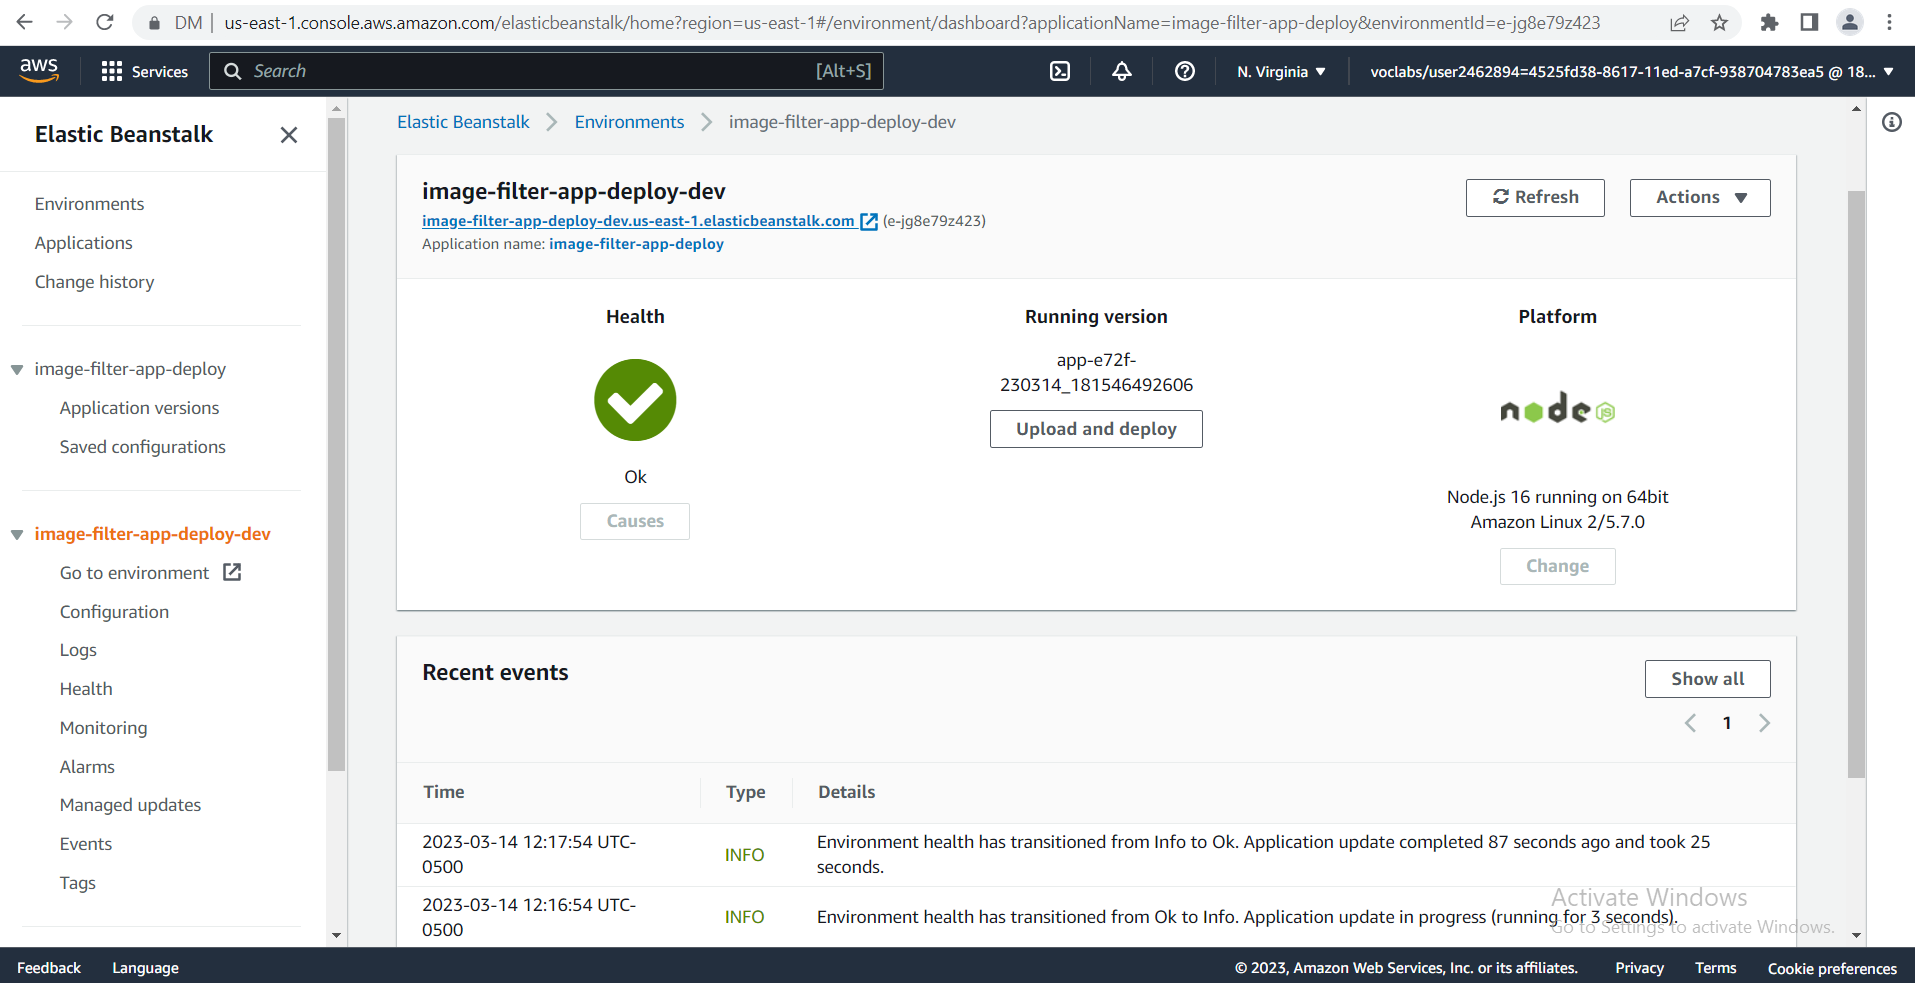 DM
us-east-1.console.aws.amazon.com/elasticbeanstalk/home?region=us-east-1#/environment/dashboard?applicationName=image-filter-app-deploy&environmentId=e-jg8e79z423
aws
Services
Search
[Alt+S]
N. Virginia
voclabs/user2462894=4525fd38-8617-11ed-a7cf-938704783ea5 @ 18...
Elastic Beanstalk
Environments
Applications
Change history
image-filter-app-deploy
Application versions
Saved configurations
image-filter-app-deploy-dev
Go to environment
Configuration
Logs
Health
Monitoring
Alarms
Managed updates
Events
Tags
Elastic Beanstalk
Environments
image-filter-app-deploy-dev
image-filter-app-deploy-dev
image-filter-app-deploy-dev.us-east-1.elasticbeanstalk.com (e-jg8e79z423)
Application name: image-filter-app-deploy
Refresh
Actions
Health
Ok
Causes
Running version
app-e72f-
230314_181546492606
Upload and deploy
Platform
node
JS
Node.js 16 running on 64bit
Amazon Linux 2/5.7.0
Change
Recent events
Show all
1
Time
Type
Details
2023-03-14 12:17:54 UTC-
0500
INFO
Environment health has transitioned from Info to Ok. Application update completed 87 seconds ago and took 25
seconds.
2023-03-14 12:16:54 UTC-
0500
INFO
Environment health has transitioned from Ok to Info. Application update in progress (running for 3 seconds).
Activate Windows
Go to Settings to activate Windows.
Feedback
Language
© 2023, Amazon Web Services, Inc. or its affiliates.
Privacy
Terms
Cookie preferences